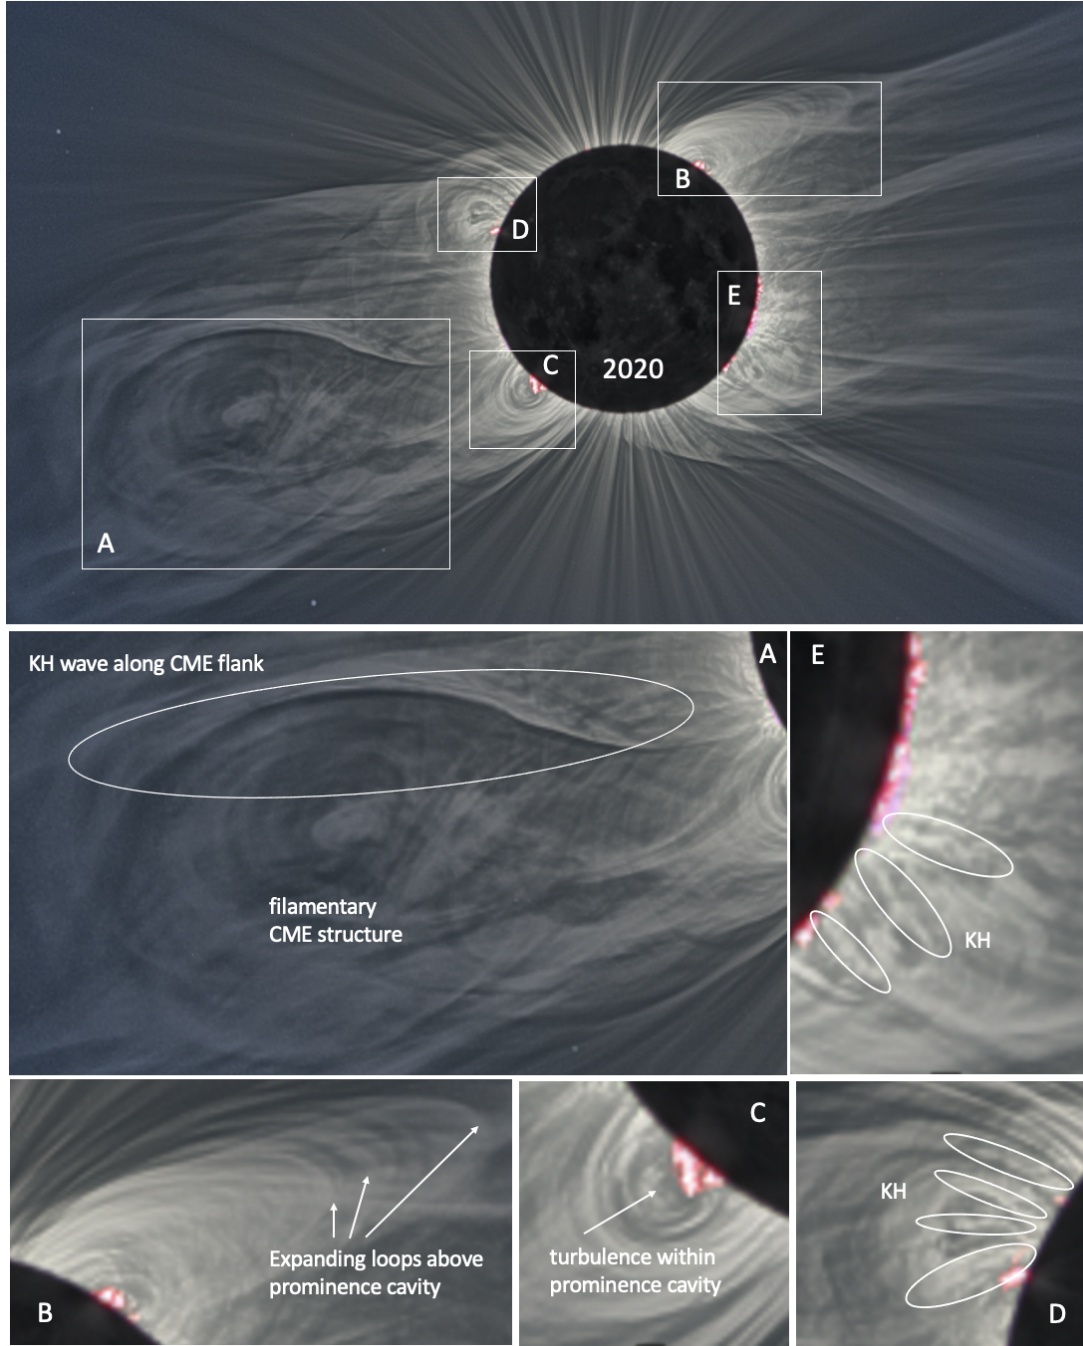 B
D
E
C
2020
A
KH wave along CME flank
A
E
filamentary
CME structure
KH
Expanding loops above
prominence cavity
B
C
turbulence within
prominence cavity
KH
D